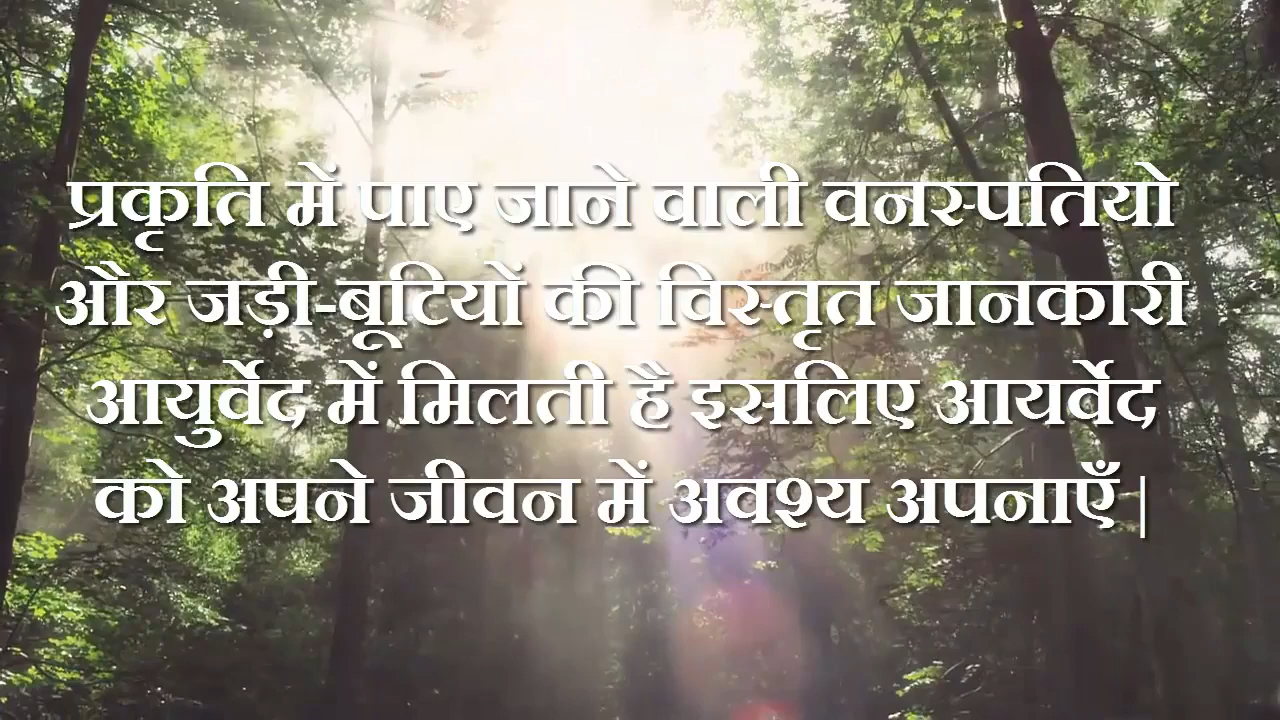 प्रकृति में पाए जाने वाली वनस्पतियो
और जड़ी-बूटियों की विस्तृत जानकारी
आयुर्वेद में मिलती है इसलिए आयर्वेद
को अपने जीवन में अवश्य अपनाएँ |